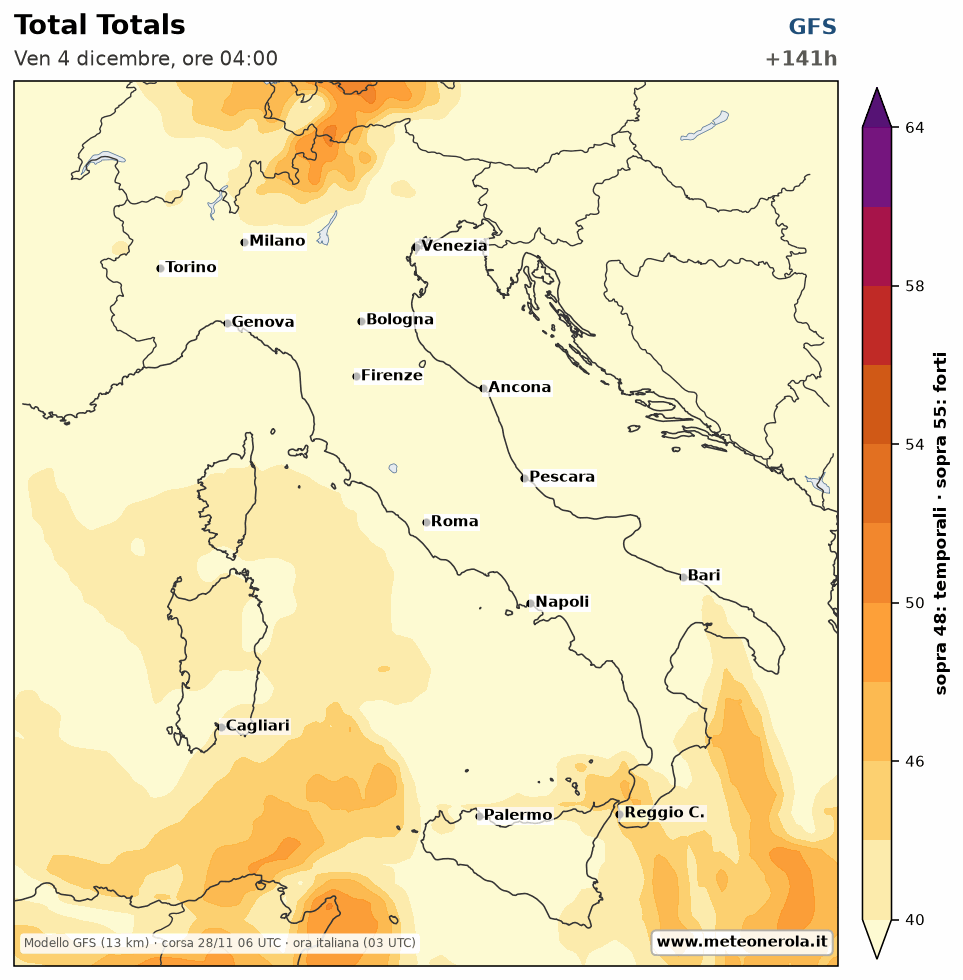 Total Totals
GFS
Ven 4 dicembre, ore 04:00
+141h
Milano
Venezia
Torino
Genova
Bologna
Firenze
Ancona
Pescara
Roma
Bari
Napoli
Cagliari
Palermo
Reggio C.
64
58
54
50
46
40
sopra 48: temporali · sopra 55: forti
Modello GFS (13 km) · corsa 28/11 06 UTC · ora italiana (03 UTC)
www.meteonerola.it